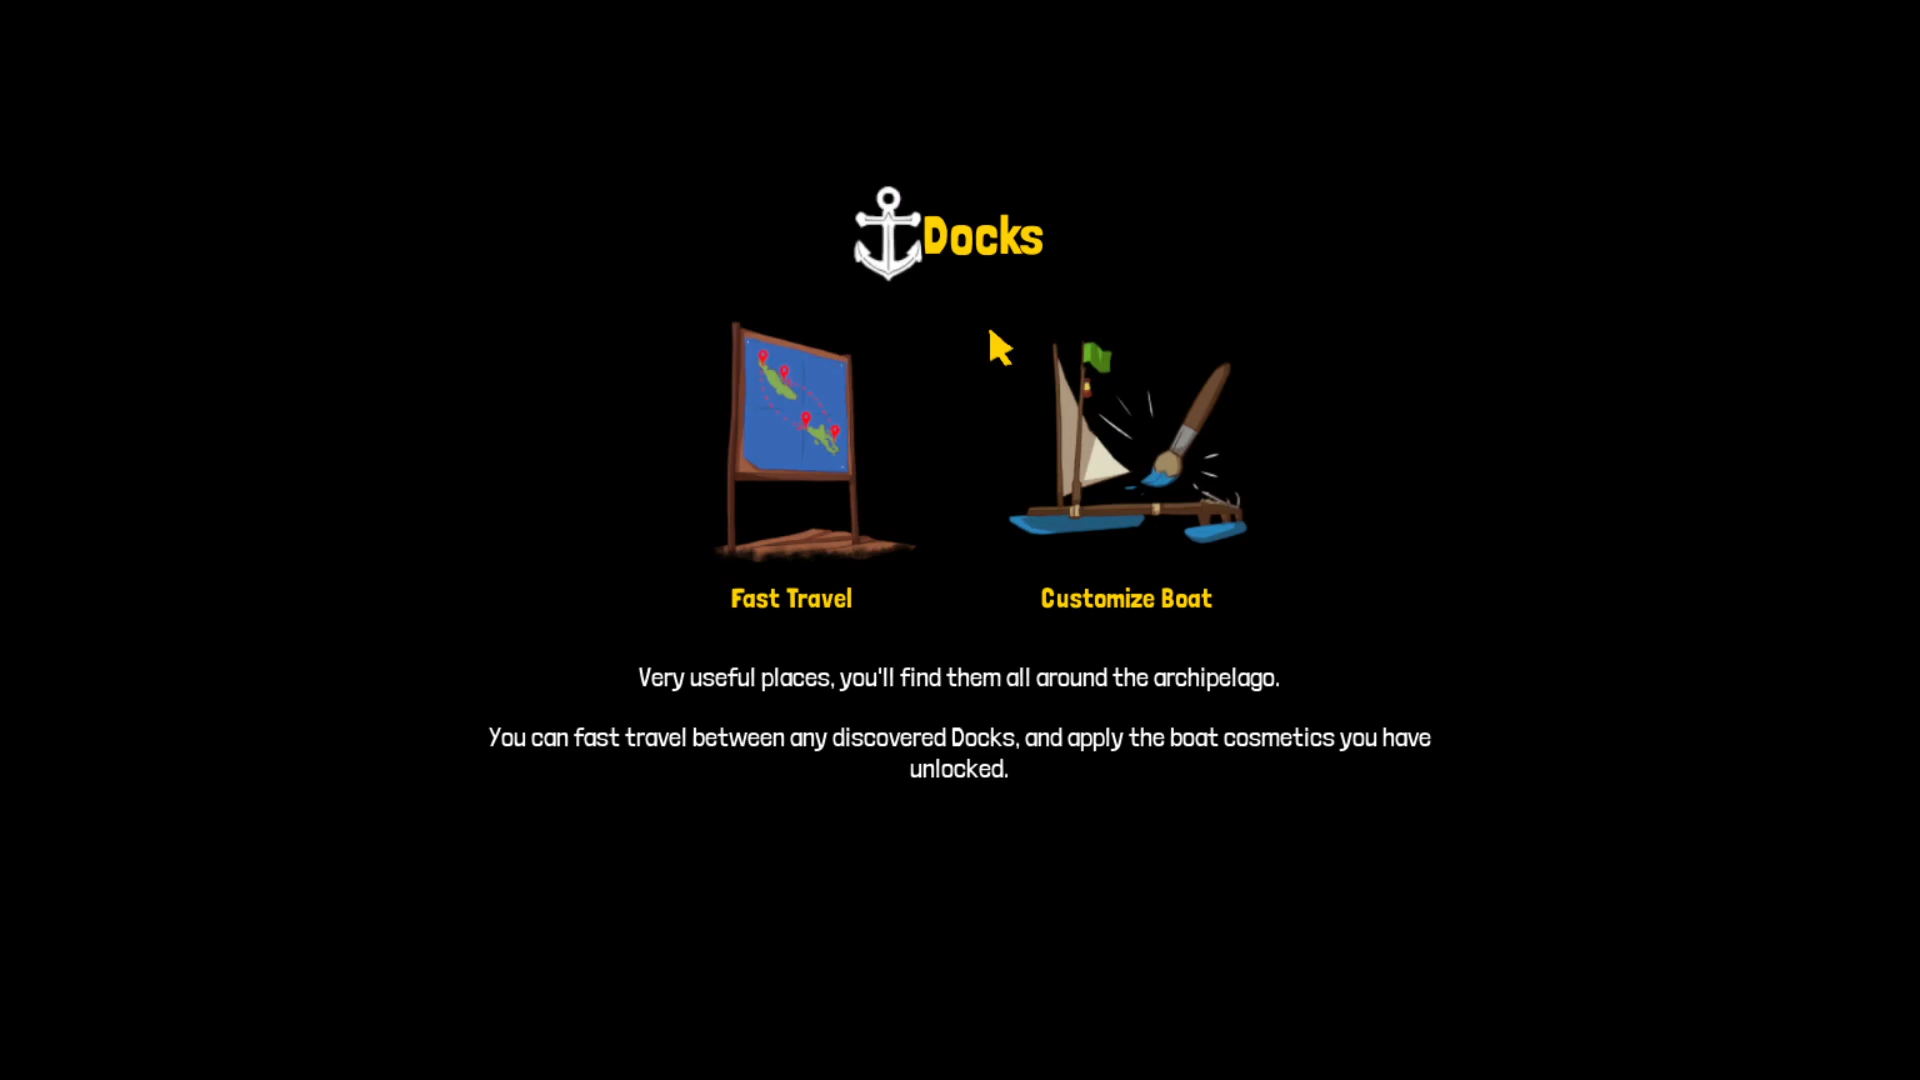 Docks
Fast Travel
Customize Boat
Very useful places, you'll find them all around the archipelago.
You can fast travel between any discovered Docks, and apply the boat cosmetics you have
unlocked.